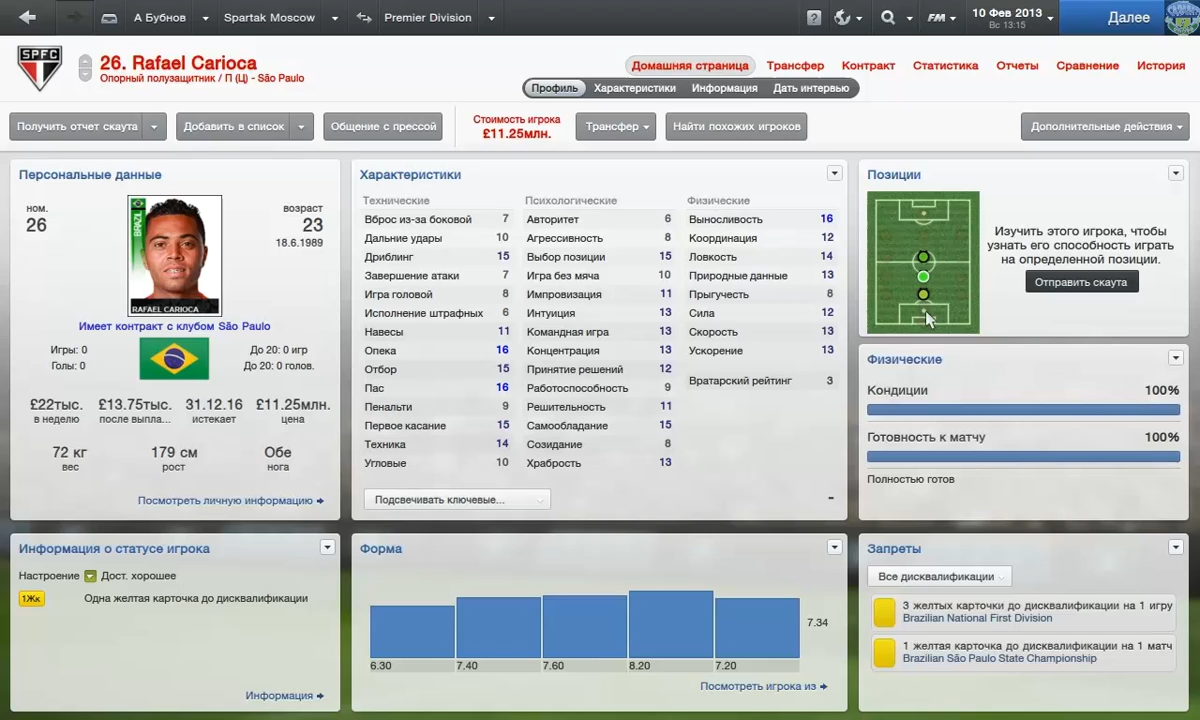 А Бубнов
Spartak Moscow
Premier Division
?
FM
10 Фев 2013
Вс 13:15
Далее
SPFC
26. Rafael Carioca
Опорный полузащитник / П (Ц) - São Paulo
Домашняя страница
Трансфер
Контракт
Статистика
Отчеты
Сравнение
История
Профиль
Характеристики
Информация
Дать интервью
Получить отчет скаута
Добавить в список
Общение с прессой
Стоимость игрока
£11.25млн.
Трансфер
Найти похожих игроков
Дополнительные действия
Персональные данные
ном.
26
BRAZIL
RAFAEL CARIOCA
возраст
23
18.6.1989
Имеет контракт с клубом São Paulo
Игры: 0
Голы: 0
До 20: 0 игр
До 20: 0 голов.
£22тыс.
в неделю
£13.75тыс.
после выпла...
31.12.16
истекает
£11.25млн.
цена
72 кг
вес
179 см
рост
Обе
нога
Посмотреть личную информацию
Характеристики
Технические
Вброс из-за боковой 7
Дальние удары 10
Дриблинг 15
Завершение атаки 7
Игра головой 8
Исполнение штрафных 6
Навесы 11
Опека 16
Отбор 15
Пас 16
Пенальти 9
Первое касание 15
Техника 14
Угловые 10
Психологические
Авторитет 6
Агрессивность 8
Выбор позиции 15
Игра без мяча 10
Импровизация 11
Интуиция 13
Командная игра 13
Концентрация 13
Принятие решений 12
Работоспособность 9
Решительность 11
Самообладание 15
Созидание 8
Храбрость 13
Физические
Выносливость 16
Координация 12
Ловкость 14
Природные данные 13
Прыгучесть 8
Сила 12
Скорость 13
Ускорение 13
Вратарский рейтинг 3
Подсвечивать ключевые...
-
Позиции
Изучить этого игрока, чтобы
узнать его способность играть
на определенной позиции.
Отправить скаута
Физические
Кондиции 100%
Готовность к матчу 100%
Полностью готов
Информация о статусе игрока
Настроение Дост. хорошее
1Жк Одна желтая карточка до дисквалификации
Информация
Форма
6.30 7.40 7.60 8.20 7.20
7.34
Посмотреть игрока из
Запреты
Все дисквалификации
3 желтых карточки до дисквалификации на 1 игру
Brazilian National First Division
1 желтая карточка до дисквалификации на 1 матч
Brazilian São Paulo State Championship